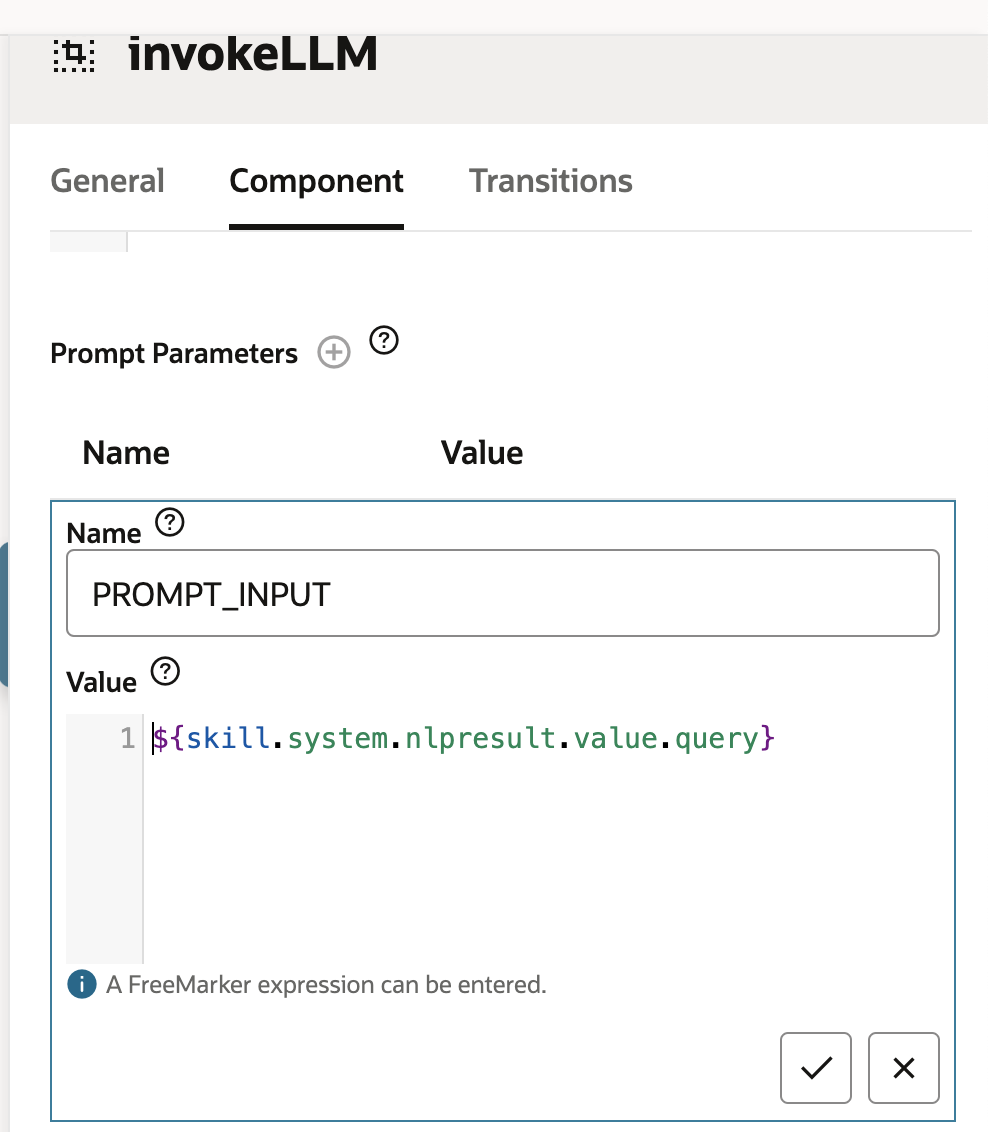 invokeLLM
General Component Transitions
Prompt Parameters
Name Value
Name
PROMPT_INPUT
Value
1 ${skill.system.nlpresult.value.query}
A FreeMarker expression can be entered.